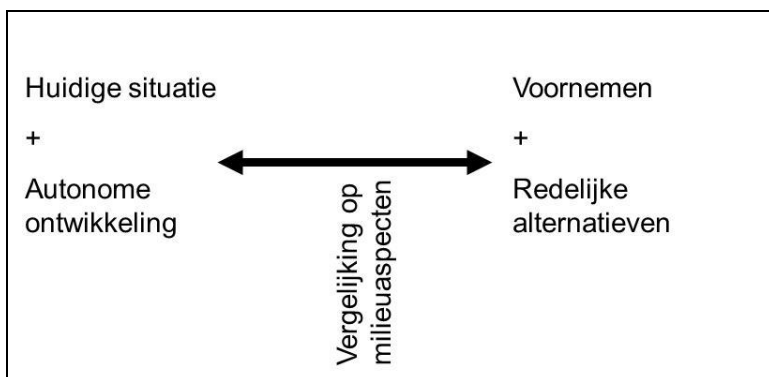 Huidige situatie
+
Autonome
ontwikkeling
Vergelijking op
milieuaspecten
Voornemen
+
Redelijke
alternatieven